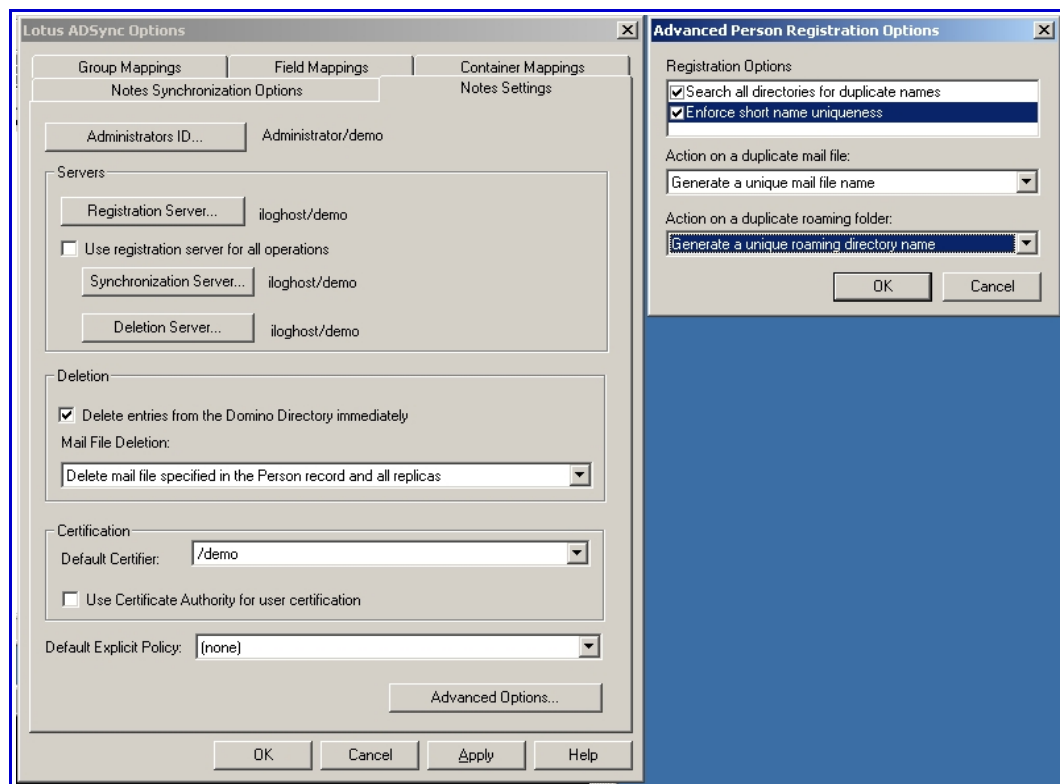 Lotus ADSync Options
Group Mappings
Field Mappings
Container Mappings
Notes Synchronization Options
Notes Settings
Administrators ID...
Administrator/demo
Servers
Registration Server...
iloghost/demo
Use registration server for all operations
Synchronization Server...
iloghost/demo
Deletion Server...
iloghost/demo
Deletion
Delete entries from the Domino Directory immediately
Mail File Deletion:
Delete mail file specified in the Person record and all replicas
Certification
Default Certifier:
/demo
Use Certificate Authority for user certification
Default Explicit Policy:
(none)
Advanced Options...
OK
Cancel
Apply
Help
Advanced Person Registration Options
Registration Options
Search all directories for duplicate names
Enforce short name uniqueness
Action on a duplicate mail file:
Generate a unique mail file name
Action on a duplicate roaming folder:
Generate a unique roaming directory name
OK
Cancel